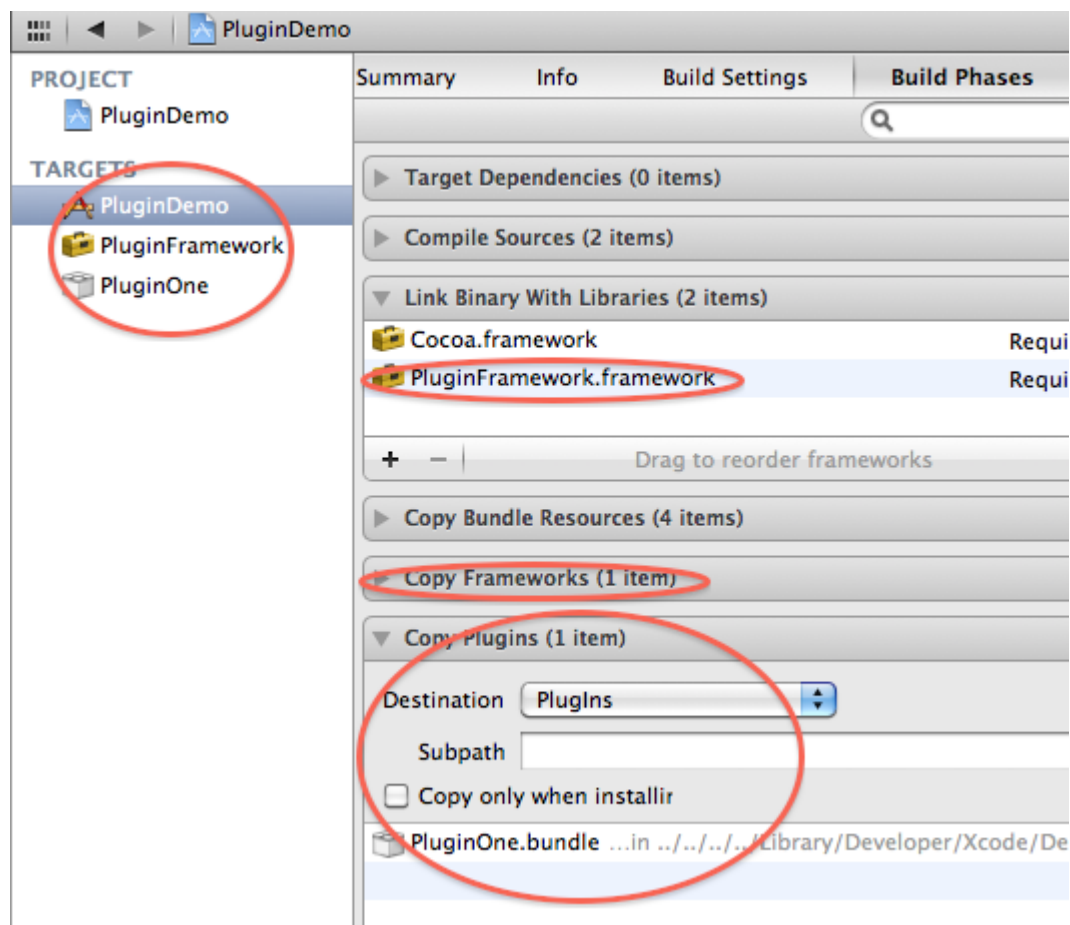 PluginDemo
PROJECT
PluginDemo
TARGETS
PluginDemo
PluginFramework
PluginOne
Summary Info Build Settings Build Phases
Target Dependencies (0 items)
Compile Sources (2 items)
Link Binary With Libraries (2 items)
Cocoa.framework Requi
PluginFramework.framework Requi
+ − Drag to reorder frameworks
Copy Bundle Resources (4 items)
Copy Frameworks (1 item)
Copy Plugins (1 item)
Destination PlugIns
Subpath
Copy only when installir
PluginOne.bundle ...in ../../../../Library/Developer/Xcode/De